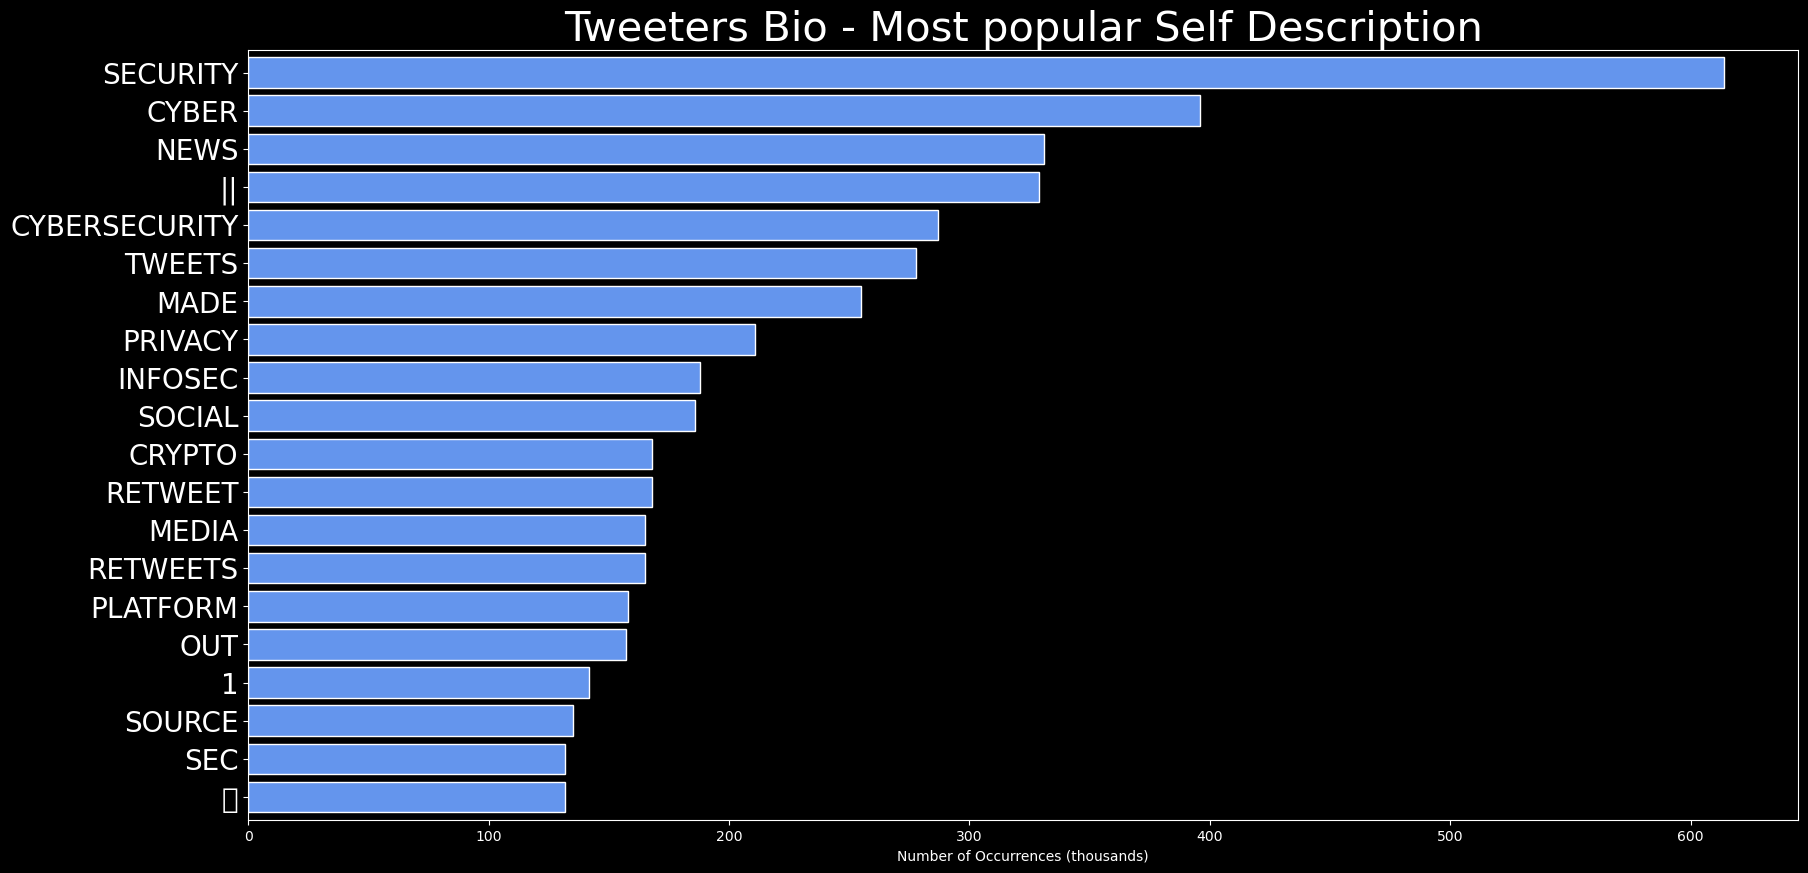 Tweeters Bio - Most popular Self Description
SECURITY
CYBER
NEWS
||
CYBERSECURITY
TWEETS
MADE
PRIVACY
INFOSEC
SOCIAL
CRYPTO
RETWEET
MEDIA
RETWEETS
PLATFORM
OUT
1
SOURCE
SEC
0 100 200 300 400 500 600
Number of Occurrences (thousands)